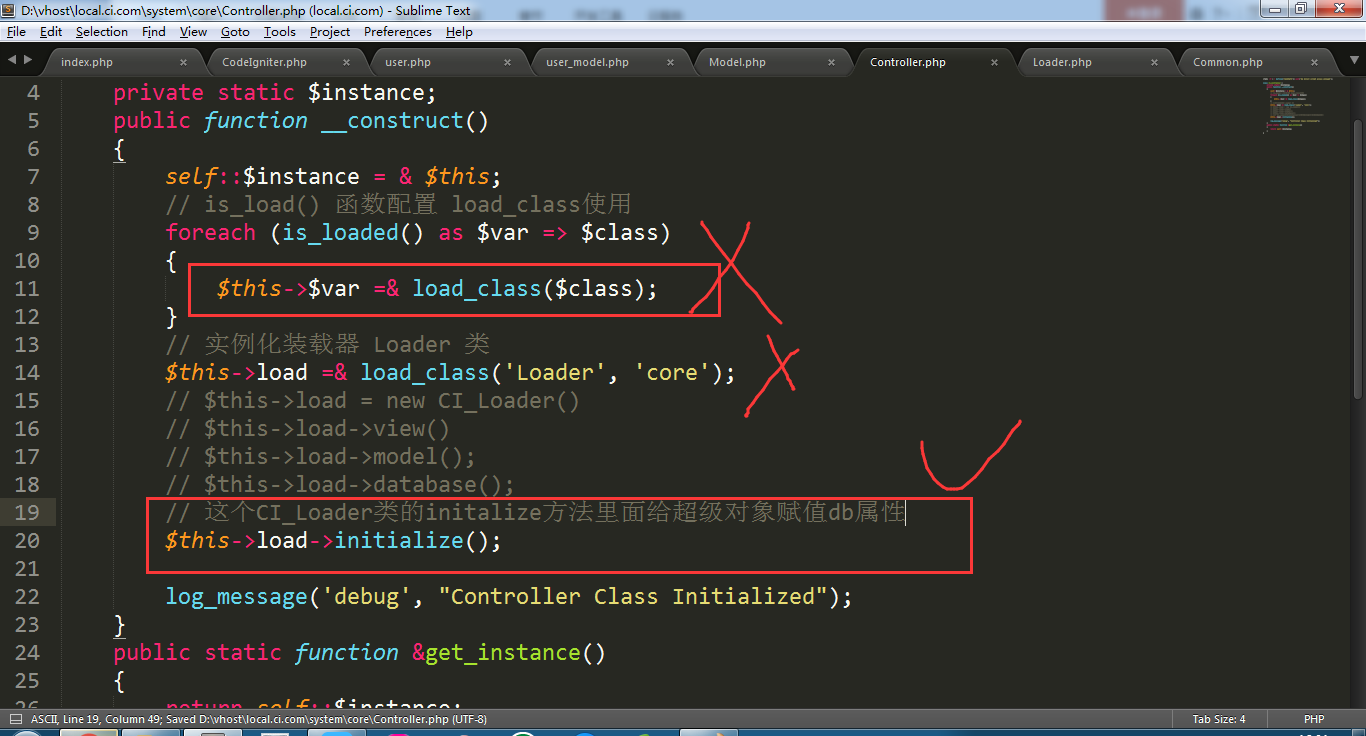 D:\vhost\local.ci.com\system\core\Controller.php (local.ci.com) - Sublime Text
File Edit Selection Find View Goto Tools Project Preferences Help
index.php × CodeIgniter.php × user.php × user_model.php × Model.php × Controller.php × Loader.php × Common.php ×
4 private static $instance;
5 public function __construct()
6 {
7 self::$instance = & $this;
8 // is_load() 函数配置 load_class使用
9 foreach (is_loaded() as $var => $class)
10 {
11 $this->$var =& load_class($class);
12 }
13 // 实例化装载器 Loader 类
14 $this->load =& load_class('Loader', 'core');
15 // $this->load = new CI_Loader()
16 // $this->load->view()
17 // $this->load->model();
18 // $this->load->database();
19 // 这个CI_Loader类的initalize方法里面给超级对象赋值db属性
20 $this->load->initialize();
21
22 log_message('debug', "Controller Class Initialized");
23 }
24 public static function &get_instance()
25 {
26 return self::$instance;
ASCII, Line 19, Column 49; Saved D:\vhost\local.ci.com\system\core\Controller.php (UTF-8) Tab Size: 4 PHP